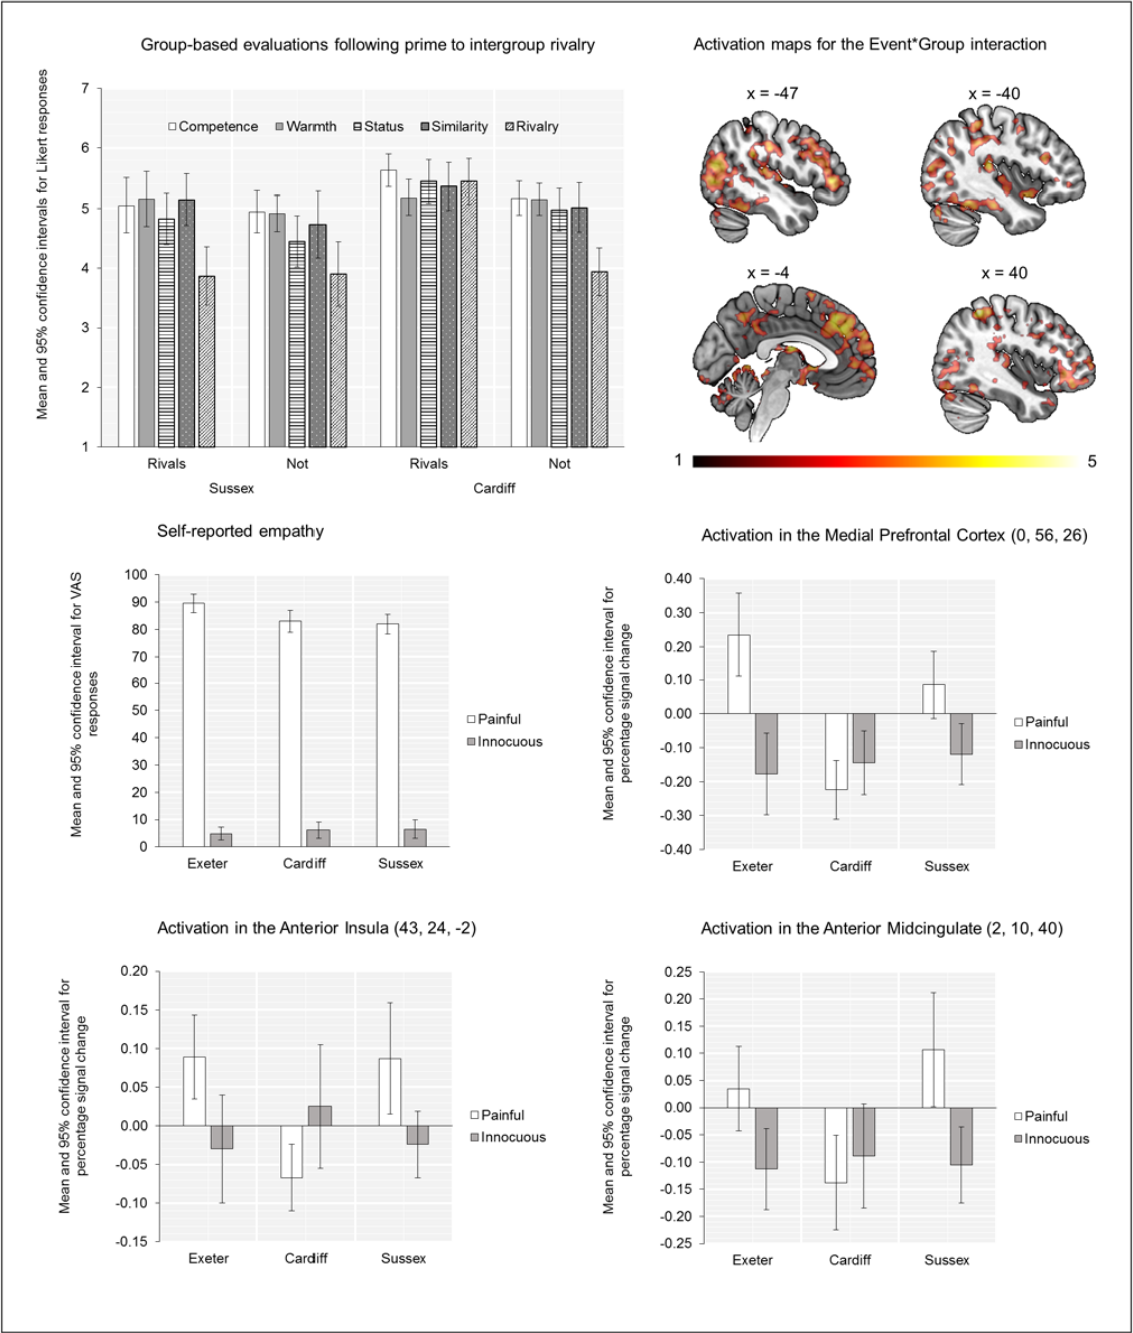 Group-based evaluations following prime to intergroup rivalry
Mean and 95% confidence intervals for Likert responses
7
6
5
4
3
2
1
Competence Warmth Status Similarity Rivalry
Rivals Not Rivals Not
Sussex Cardiff
Activation maps for the Event*Group interaction
x = -47 x = -40
x = -4 x = 40
1 5
Self-reported empathy
Mean and 95% confidence interval for VAS
responses
100
90
80
70
60
50
40
30
20
10
0
Painful
Innocuous
Exeter Cardiff Sussex
Activation in the Medial Prefrontal Cortex (0, 56, 26)
Mean and 95% confidence interval for
percentage signal change
0.40
0.30
0.20
0.10
0.00
-0.10
-0.20
-0.30
-0.40
Painful
Innocuous
Exeter Cardiff Sussex
Activation in the Anterior Insula (43, 24, -2)
Mean and 95% confidence interval for
percentage signal change
0.20
0.15
0.10
0.05
0.00
-0.05
-0.10
-0.15
Painful
Innocuous
Exeter Cardiff Sussex
Activation in the Anterior Midcingulate (2, 10, 40)
Mean and 95% confidence interval for
percentage signal change
0.25
0.20
0.15
0.10
0.05
0.00
-0.05
-0.10
-0.15
-0.20
-0.25
Painful
Innocuous
Exeter Cardiff Sussex